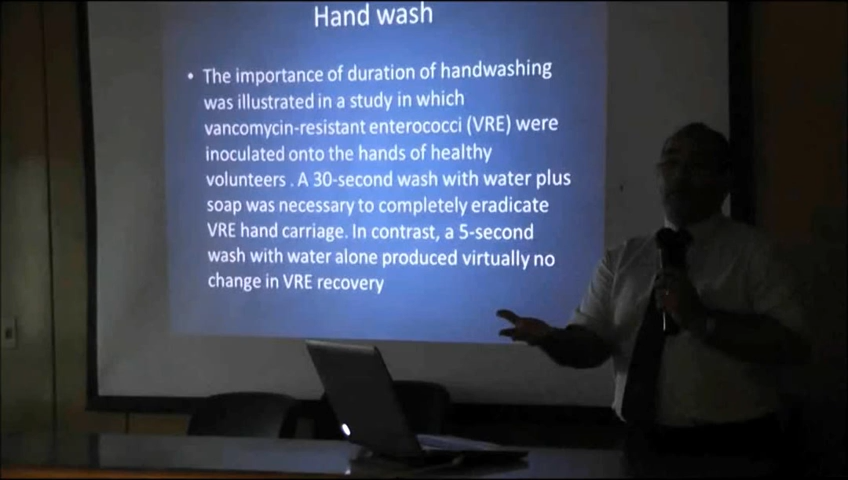 Hand wash
• The importance of duration of handwashing
was illustrated in a study in which
vancomycin-resistant enterococci (VRE) were
inoculated onto the hands of healthy
volunteers . A 30-second wash with water plus
soap was necessary to completely eradicate
VRE hand carriage. In contrast, a 5-second
wash with water alone produced virtually no
change in VRE recovery